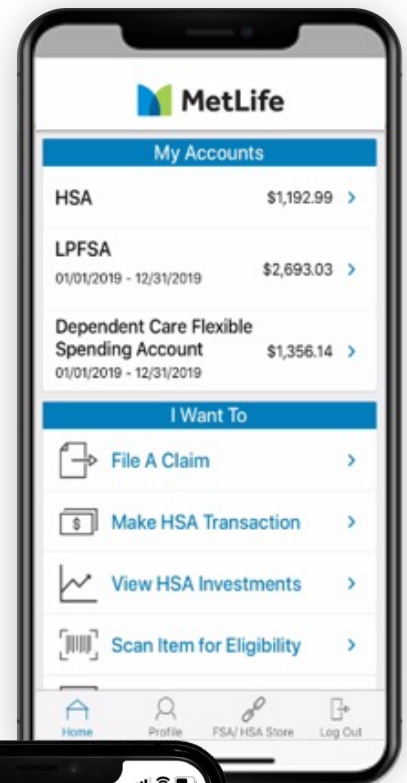 MetLife
My Accounts
HSA $1,192.99
LPFSA
01/01/2019 - 12/31/2019 $2,693.03
Dependent Care Flexible
Spending Account $1,356.14
01/01/2019 - 12/31/2019
I Want To
File A Claim
$ Make HSA Transaction
View HSA Investments
Scan Item for Eligibility
Home Profile FSA/ HSA Store Log Out